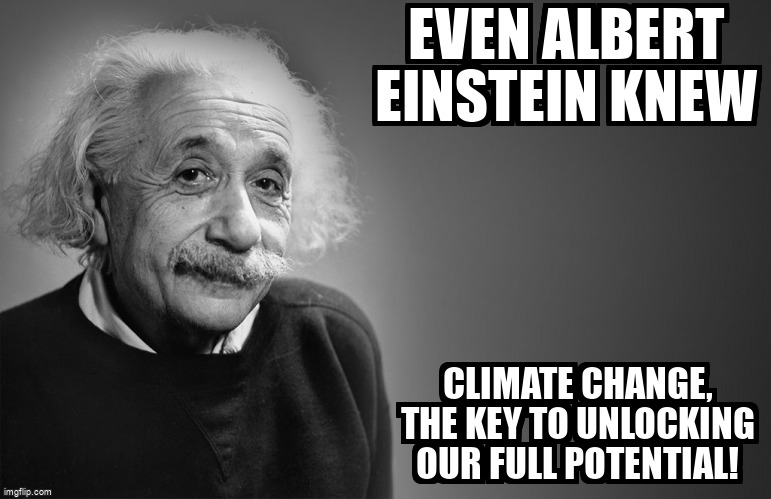 EVEN ALBERT
EINSTEIN KNEW
CLIMATE CHANGE,
THE KEY TO UNLOCKING
OUR FULL POTENTIAL!
imgflip.com